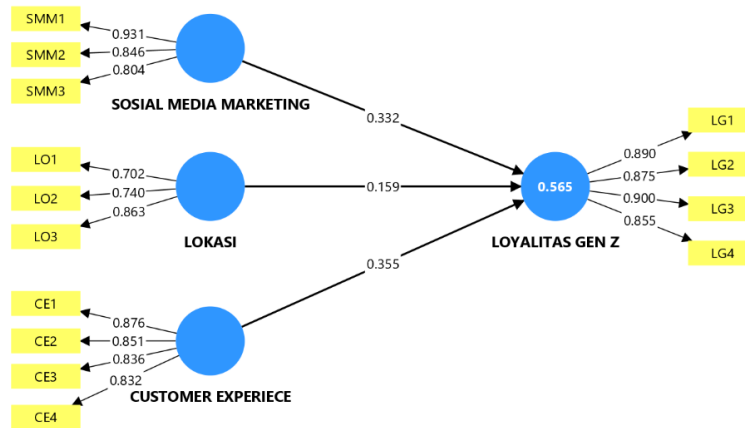 SMM1
0.931
SMM2
0.846
0.804
SMM3
SOSIAL MEDIA MARKETING
0.332
LO1
0.702
LO2
0.740
0.863
LO3
LOKASI
0.159
CE1
0.876
CE2
0.851
0.836
CE3
0.832
CE4
CUSTOMER EXPERIECE
0.355
0.565
LOYALITAS GEN Z
LG1
0.890
LG2
0.875
0.900
LG3
0.855
LG4